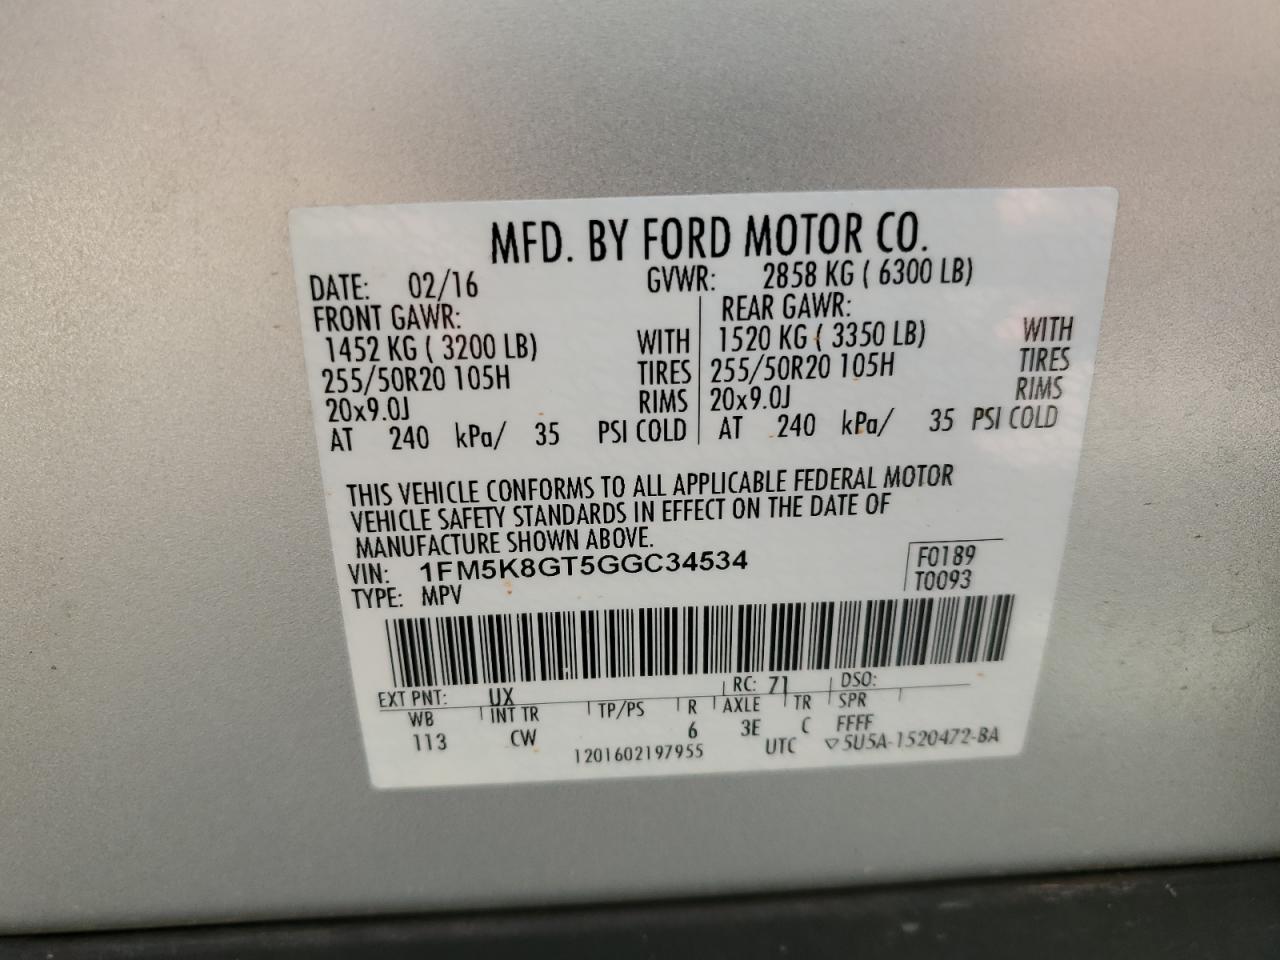 MFD. BY FORD MOTOR CO.
DATE: 02/16 GVWR: 2858 KG ( 6300 LB)
FRONT GAWR: REAR GAWR:
1452 KG ( 3200 LB) WITH 1520 KG ( 3350 LB) WITH
255/50R20 105H TIRES 255/50R20 105H TIRES
20x9.0J RIMS 20x9.0J RIMS
AT 240 kPa/ 35 PSI COLD AT 240 kPa/ 35 PSI COLD
THIS VEHICLE CONFORMS TO ALL APPLICABLE FEDERAL MOTOR
VEHICLE SAFETY STANDARDS IN EFFECT ON THE DATE OF
MANUFACTURE SHOWN ABOVE.
VIN: 1FM5K8GT5GGC34534 F0189
TYPE: MPV T0093
EXT PNT: UX RC: 71 DSO:
WB INT TR TP/PS R AXLE TR SPR
113 CW 6 3E C FFFF
1201602197955 UTC ▽5U5A-1520472-BA